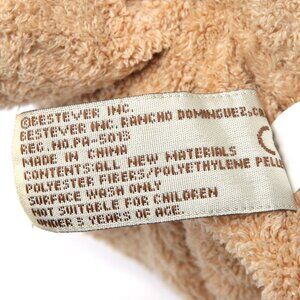 ©BESTEVER INC.
BESTEVER INC. RANCHO DOMINGUEZ, CA
REG. NO. PA-5013
MADE IN CHINA
CONTENTS: ALL NEW MATERIALS
POLYESTER FIBERS/POLYETHYLENE PELL
SURFACE WASH ONLY
NOT SUITABLE FOR CHILDREN
UNDER 3 YEARS OF AGE.